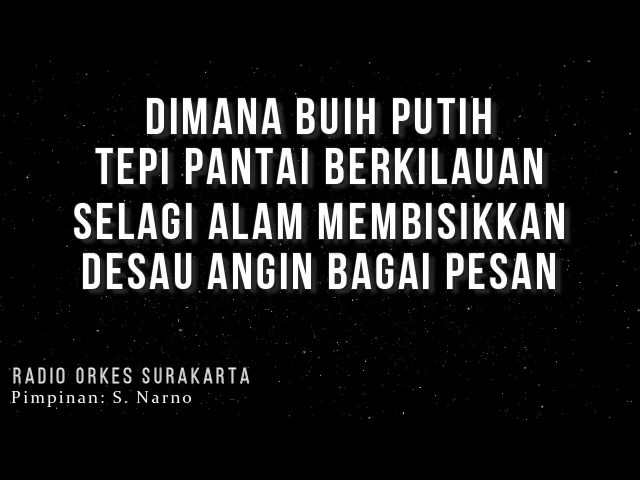 DIMANA BUIH PUTIH
TEPI PANTAI BERKILAUAN
SELAGI ALAM MEMBISIKKAN
DESAU ANGIN BAGAI PESAN
RADIO ORKES SURAKARTA
Pimpinan: S. Narno